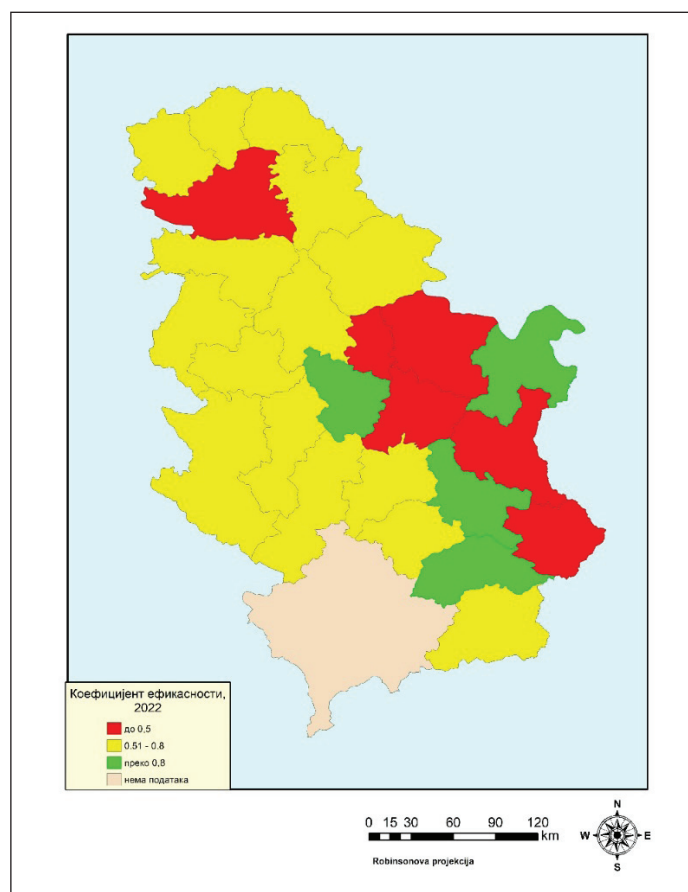 Коефицијент ефикасности,
2022
до 0,5
0.51 - 0.8
преко 0,8
нема података
0 15 30 60 90 120
km
Robinsonova projekcija
N
W E
S